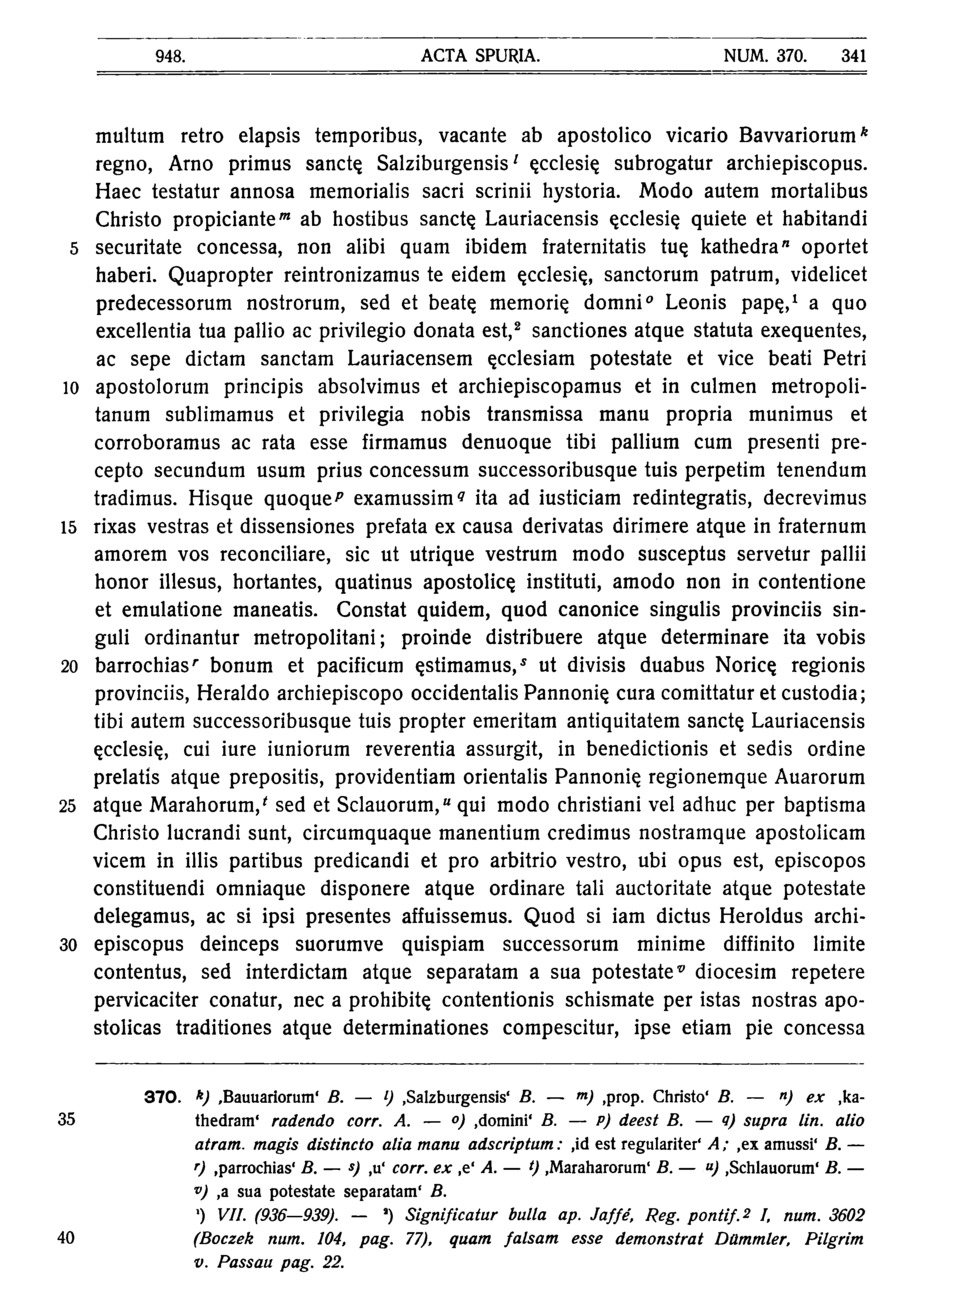 948. ACTA SPURIA. NUM. 370. 341
multum retro elapsis temporibus, vacante ab apostolico vicario Bavvariorum k
regno, Arno primus sanctę Salziburgensis l ęcclesię subrogatur archiepiscopus.
Haec testatur annosa memorialis sacri scrinii hystoria. Modo autem mortalibus
Christo propiciante m ab hostibus sanctę Lauriacensis ęcclesię quiete et habitandi
5 securitate concessa, non alibi quam ibidem fraternitatis tuę kathedra n oportet
haberi. Quapropter reintronizamus te eidem ęcclesię, sanctorum patrum, videlicet
predecessorum nostrorum, sed et beatę memorię domni o Leonis papę,¹ a quo
excellentia tua pallio ac privilegio donata est,² sanctiones atque statuta exequentes,
ac sepe dictam sanctam Lauriacensem ęcclesiam potestate et vice beati Petri
10 apostolorum principis absolvimus et archiepiscopamus et in culmen metropoli-
tanum sublimamus et privilegia nobis transmissa manu propria munimus et
corroboramus ac rata esse firmamus denuoque tibi pallium cum presenti pre-
cepto secundum usum prius concessum successoribusque tuis perpetim tenendum
tradimus. Hisque quoque p examussim q ita ad iusticiam redintegratis, decrevimus
15 rixas vestras et dissensiones prefata ex causa derivatas dirimere atque in fraternum
amorem vos reconciliare, sic ut utrique vestrum modo susceptus servetur pallii
honor illesus, hortantes, quatinus apostolicę instituti, amodo non in contentione
et emulatione maneatis. Constat quidem, quod canonice singulis provinciis sin-
guli ordinantur metropolitani; proinde distribuere atque determinare ita vobis
20 barrochias r bonum et pacificum ęstimamus, s ut divisis duabus Noricę regionis
provinciis, Heraldo archiepiscopo occidentalis Pannonię cura comittatur et custodia;
tibi autem successoribusque tuis propter emeritam antiquitatem sanctę Lauriacensis
ęcclesię, cui iure iuniorum reverentia assurgit, in benedictionis et sedis ordine
prelatis atque prepositis, providentiam orientalis Pannonię regionemque Auarorum
25 atque Marahorum, t sed et Sclauorum, u qui modo christiani vel adhuc per baptisma
Christo lucrandi sunt, circumquaque manentium credimus nostramque apostolicam
vicem in illis partibus predicandi et pro arbitrio vestro, ubi opus est, episcopos
constituendi omniaque disponere atque ordinare tali auctoritate atque potestate
delegamus, ac si ipsi presentes affuissemus. Quod si iam dictus Heroldus archi-
30 episcopus deinceps suorumve quispiam successorum minime diffinito limite
contentus, sed interdictam atque separatam a sua potestate v diocesim repetere
pervicaciter conatur, nec a prohibitę contentionis schismate per istas nostras apo-
stolicas traditiones atque determinationes compescitur, ipse etiam pie concessa
370. k) ‚Bauuariorum‘ B. — l) ‚Salzburgensis‘ B. — m) ‚prop. Christo‘ B. — n) ex ‚ka-
35 thedram‘ radendo corr. A. — o) ‚domini‘ B. — p) deest B. — q) supra lin. alio
atram. magis distincto alia manu adscriptum: ‚id est regulariter‘ A; ‚ex amussi‘ B. —
r) ‚parrochias‘ B. — s) ‚u‘ corr. ex ‚e‘ A. — t) ‚Maraharorum‘ B. — u) ‚Schlauorum‘ B. —
v) ‚a sua potestate separatam‘ B.
¹) VII. (936—939). — ²) Significatur bulla ap. Jaffé, Reg. pontif.² I, num. 3602
40 (Boczek num. 104, pag. 77), quam falsam esse demonstrat Dümmler, Pilgrim
v. Passau pag. 22.